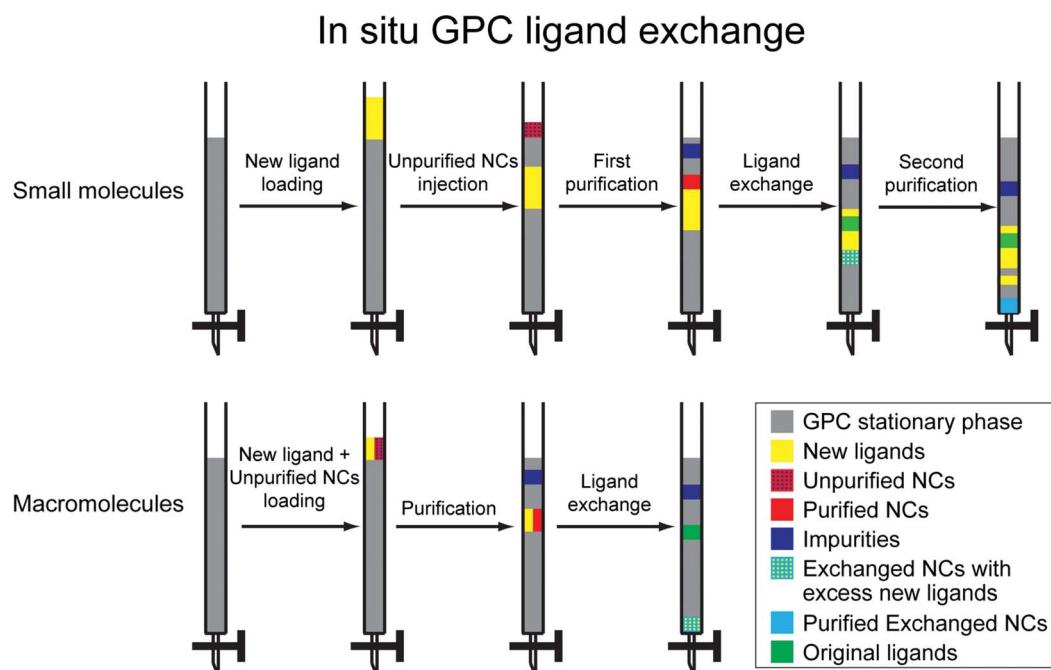 In situ GPC ligand exchange
Small molecules
New ligand
loading
Unpurified NCs
injection
First
purification
Ligand
exchange
Second
purification
Macromolecules
New ligand +
Unpurified NCs
loading
Purification
Ligand
exchange
GPC stationary phase
New ligands
Unpurified NCs
Purified NCs
Impurities
Exchanged NCs with
excess new ligands
Purified Exchanged NCs
Original ligands